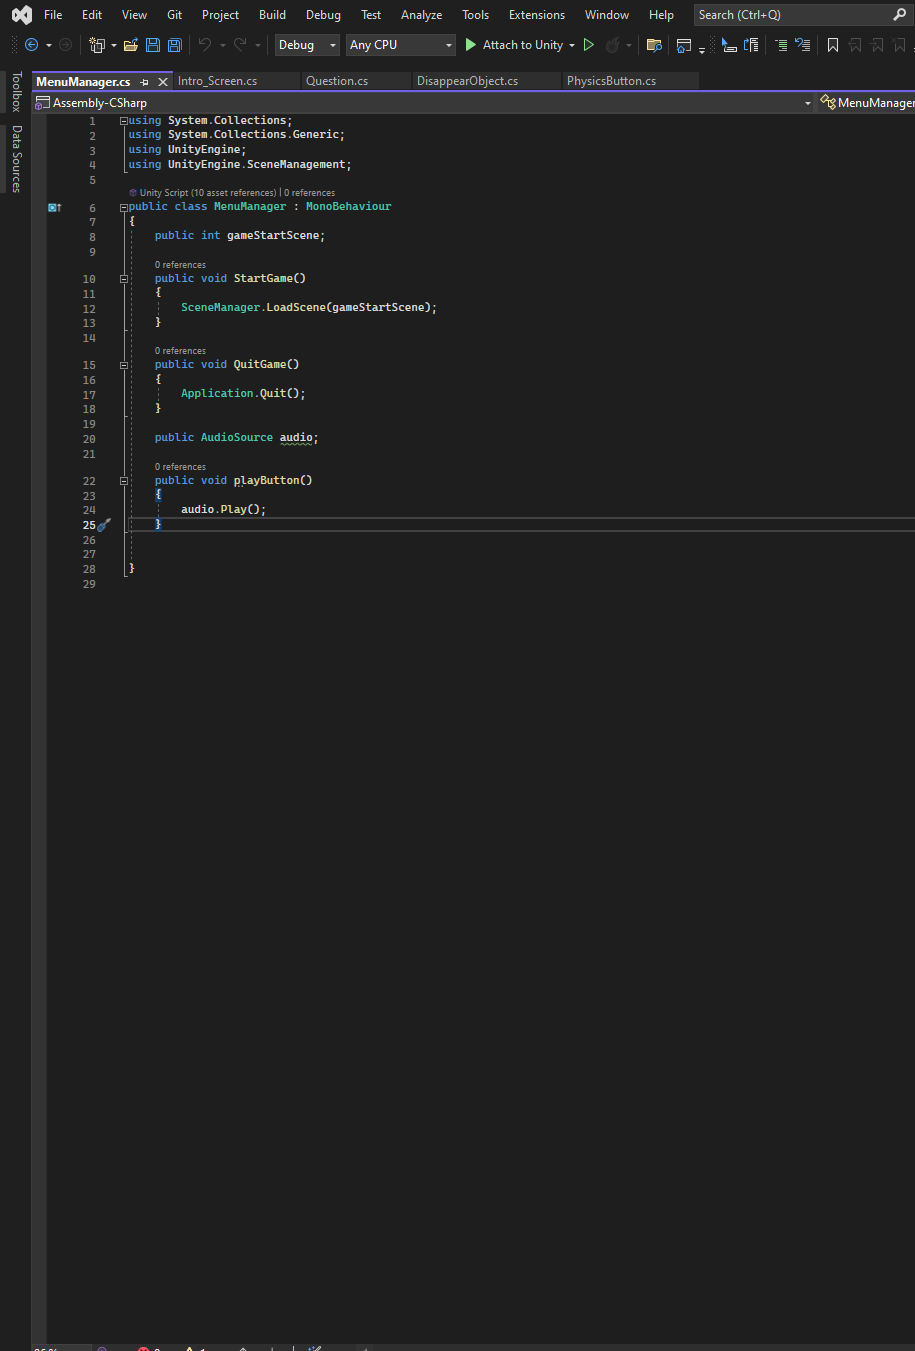 File Edit View Git Project Build Debug Test Analyze Tools Extensions Window Help Search (Ctrl+Q)
Debug Any CPU Attach to Unity
Toolbox
Data Sources
MenuManager.cs Intro_Screen.cs Question.cs DisappearObject.cs PhysicsButton.cs
Assembly-CSharp MenuManager
1 using System.Collections;
2 using System.Collections.Generic;
3 using UnityEngine;
4 using UnityEngine.SceneManagement;
5
Unity Script (10 asset references) | 0 references
6 public class MenuManager : MonoBehaviour
7 {
8 public int gameStartScene;
9
0 references
10 public void StartGame()
11 {
12 SceneManager.LoadScene(gameStartScene);
13 }
14
0 references
15 public void QuitGame()
16 {
17 Application.Quit();
18 }
19
20 public AudioSource audio;
21
0 references
22 public void playButton()
23 {
24 audio.Play();
25 }
26
27
28 }
29